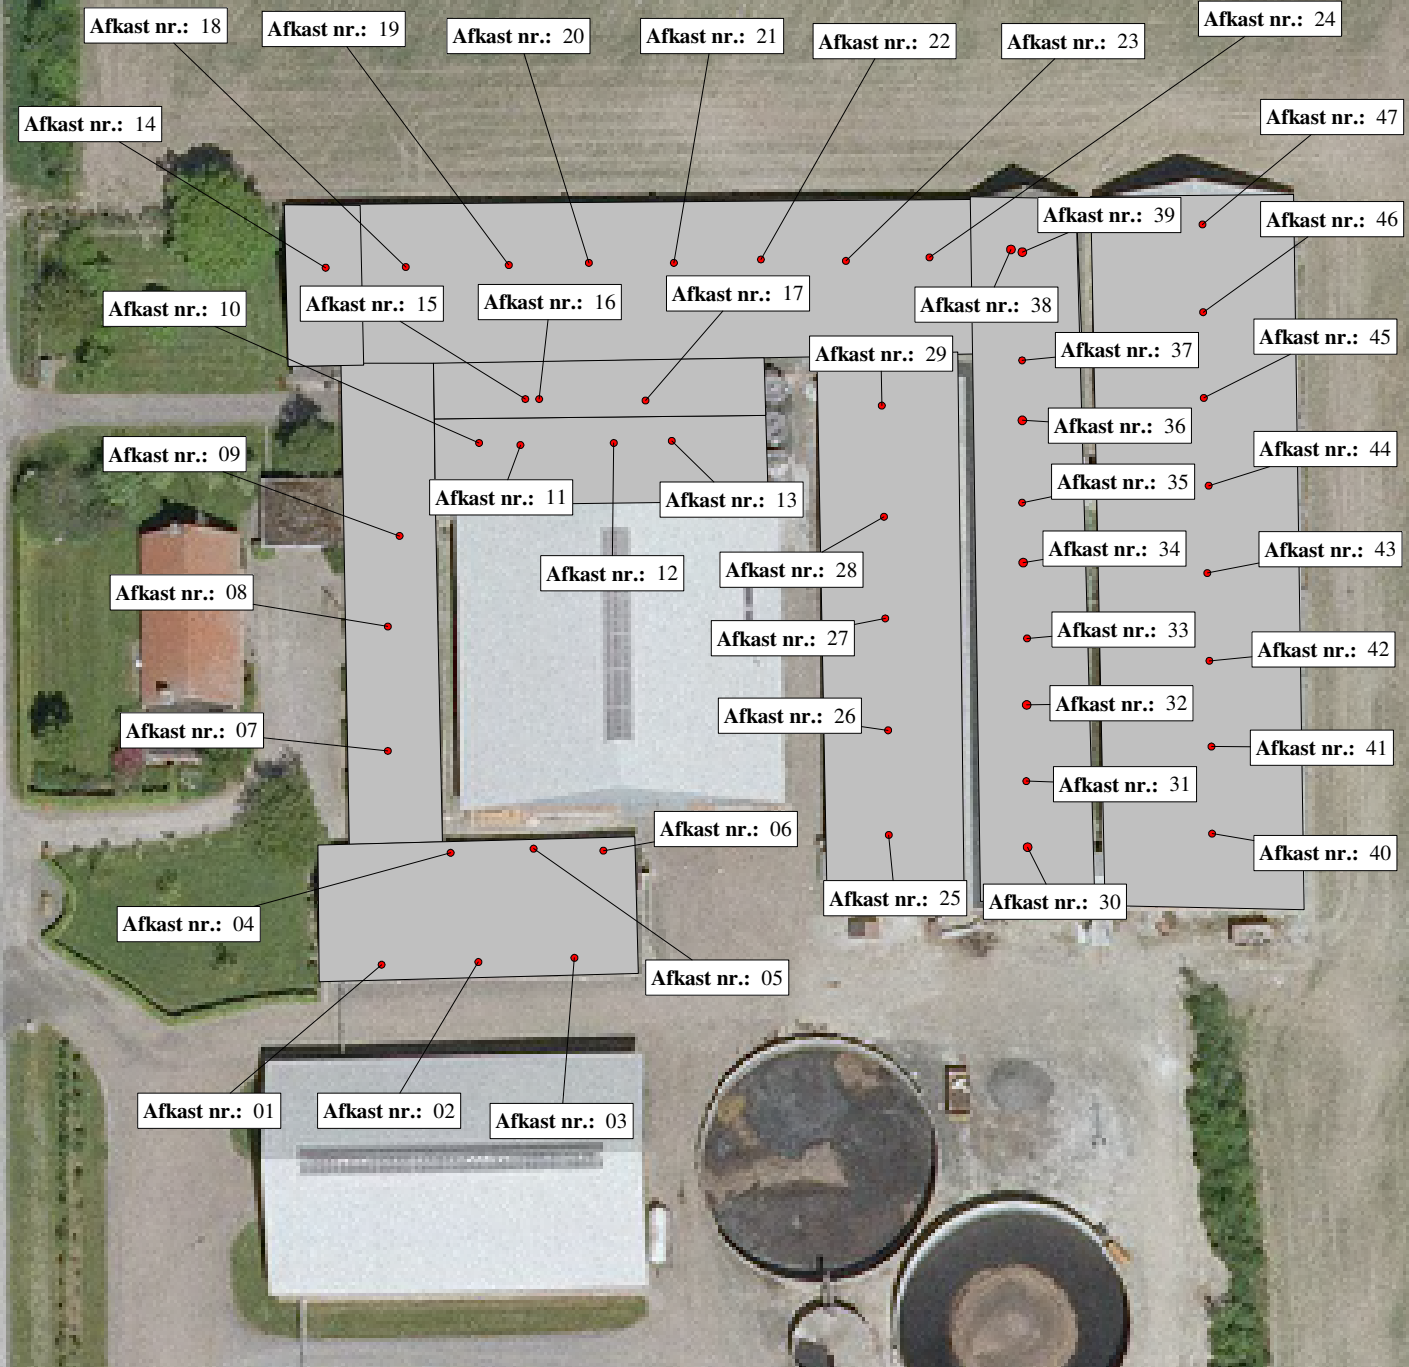 Afkast nr.: 18
Afkast nr.: 19
Afkast nr.: 20
Afkast nr.: 21
Afkast nr.: 22
Afkast nr.: 23
Afkast nr.: 24
Afkast nr.: 14
Afkast nr.: 47
Afkast nr.: 39
Afkast nr.: 46
Afkast nr.: 10
Afkast nr.: 15
Afkast nr.: 16
Afkast nr.: 17
Afkast nr.: 38
Afkast nr.: 45
Afkast nr.: 29
Afkast nr.: 37
Afkast nr.: 36
Afkast nr.: 09
Afkast nr.: 44
Afkast nr.: 11
Afkast nr.: 13
Afkast nr.: 35
Afkast nr.: 34
Afkast nr.: 43
Afkast nr.: 12
Afkast nr.: 28
Afkast nr.: 08
Afkast nr.: 27
Afkast nr.: 33
Afkast nr.: 42
Afkast nr.: 32
Afkast nr.: 26
Afkast nr.: 07
Afkast nr.: 41
Afkast nr.: 31
Afkast nr.: 06
Afkast nr.: 40
Afkast nr.: 25
Afkast nr.: 30
Afkast nr.: 04
Afkast nr.: 05
Afkast nr.: 01
Afkast nr.: 02
Afkast nr.: 03